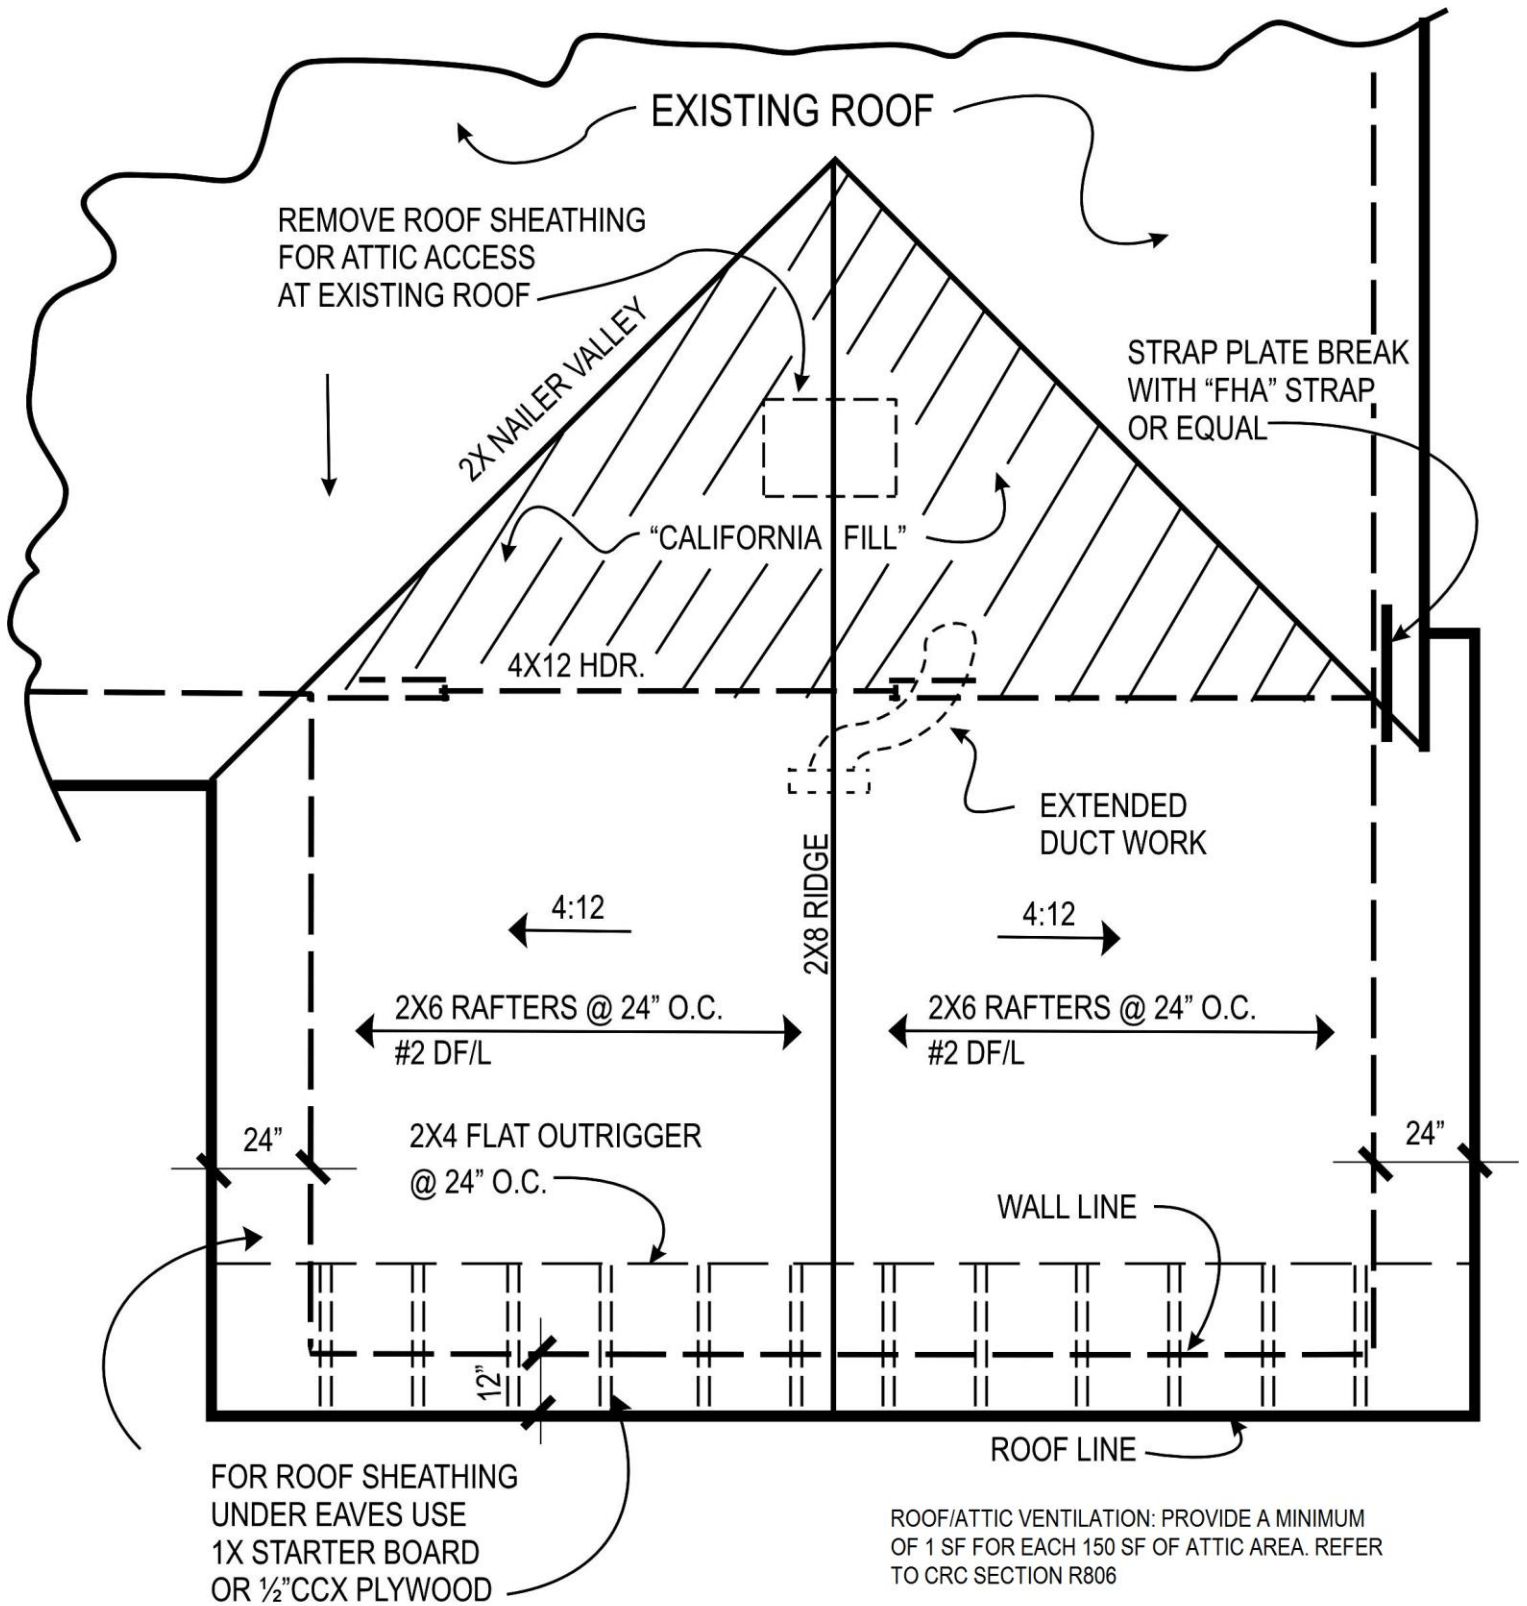 EXISTING ROOF
REMOVE ROOF SHEATHING
FOR ATTIC ACCESS
AT EXISTING ROOF
2X NAILER VALLEY
STRAP PLATE BREAK
WITH “FHA” STRAP
OR EQUAL
“CALIFORNIA FILL”
4X12 HDR.
EXTENDED
DUCT WORK
2X8 RIDGE
4:12
4:12
2X6 RAFTERS @ 24” O.C.
#2 DF/L
2X6 RAFTERS @ 24” O.C.
#2 DF/L
24”
2X4 FLAT OUTRIGGER
@ 24” O.C.
24”
WALL LINE
12”
ROOF LINE
FOR ROOF SHEATHING
UNDER EAVES USE
1X STARTER BOARD
OR ½”CCX PLYWOOD
ROOF/ATTIC VENTILATION: PROVIDE A MINIMUM
OF 1 SF FOR EACH 150 SF OF ATTIC AREA. REFER
TO CRC SECTION R806